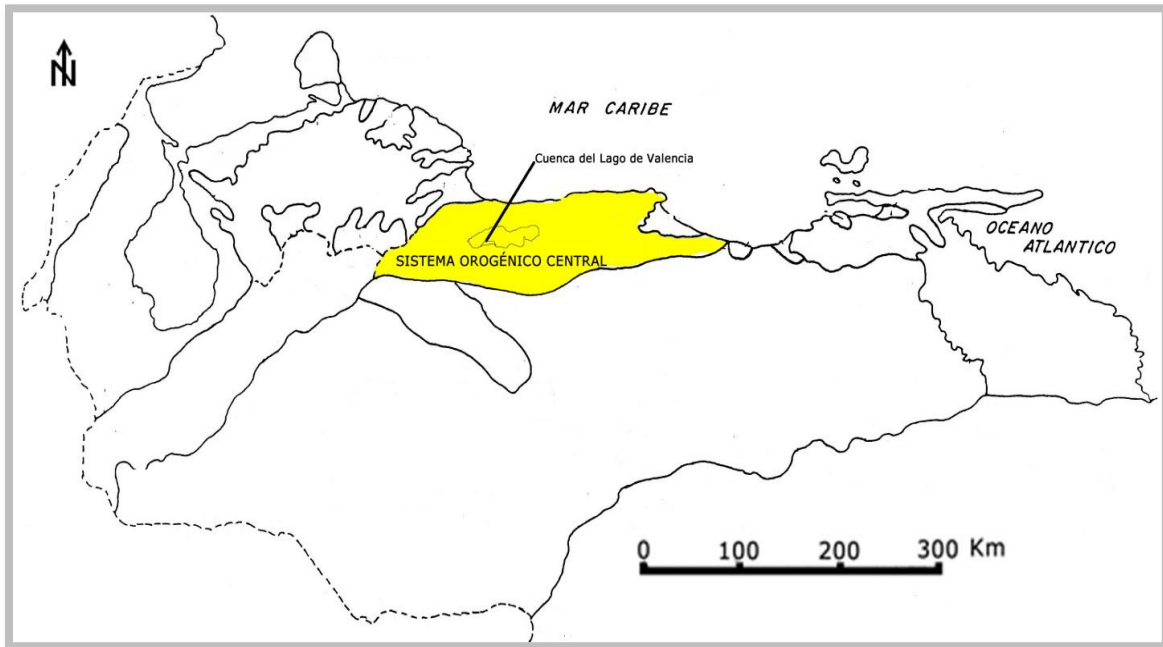 N
MAR CARIBE
Cuenca del Lago de Valencia
OCEANO
ATLANTICO
SISTEMA OROGÉNICO CENTRAL
0 100 200 300 Km